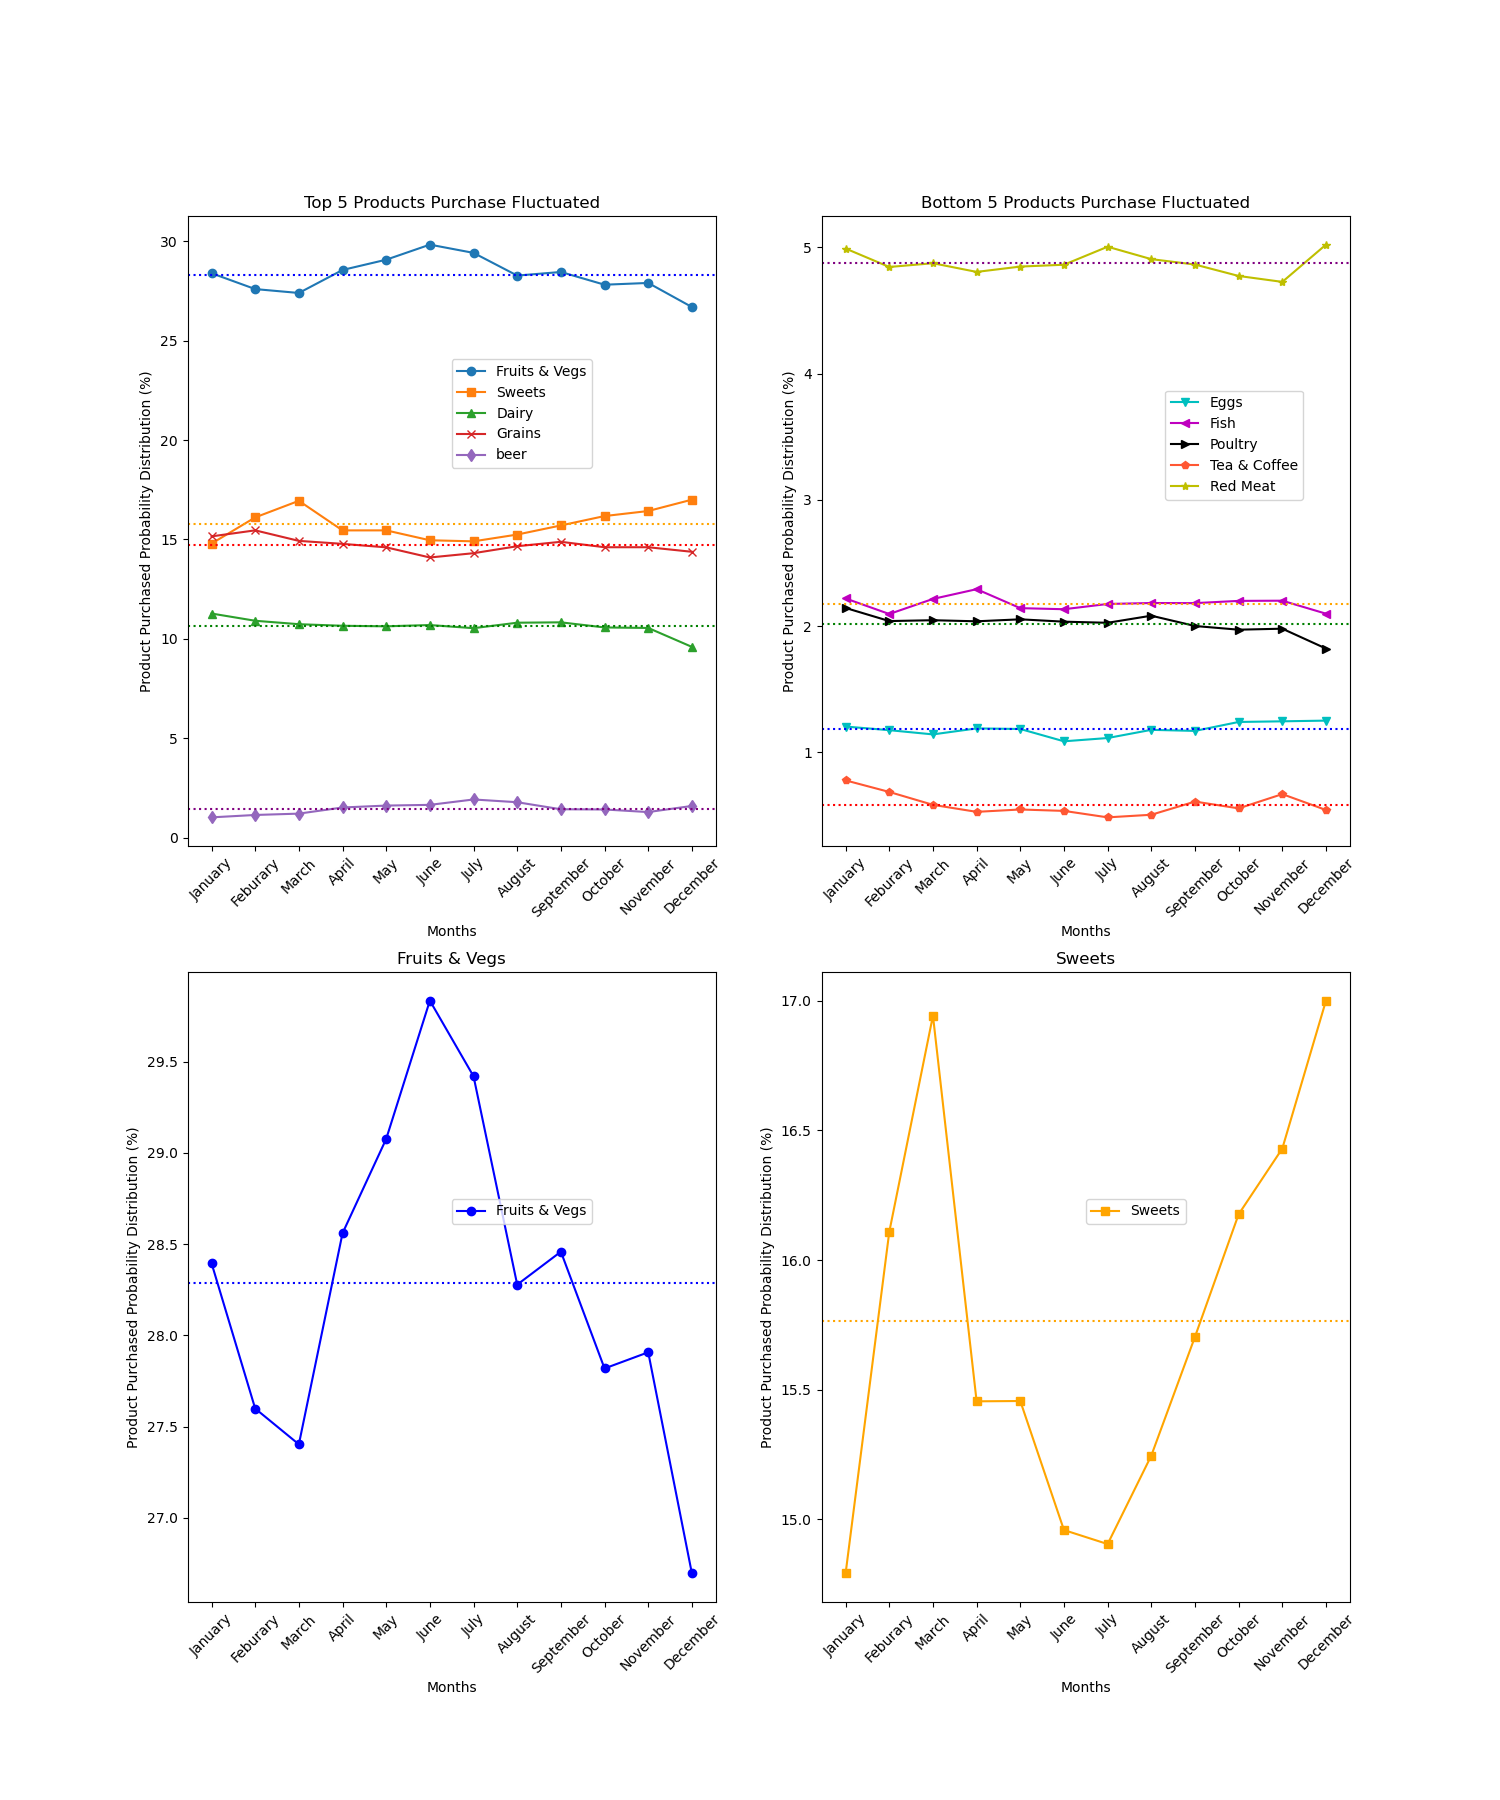 Top 5 Products Purchase Fluctuated
Product Purchased Probability Distribution (%)
30
25
20
15
10
5
0
Fruits & Vegs
Sweets
Dairy
Grains
beer
January
Feburary
March
April
May
June
July
August
September
October
November
December
Months
Bottom 5 Products Purchase Fluctuated
Product Purchased Probability Distribution (%)
5
4
3
2
1
Eggs
Fish
Poultry
Tea & Coffee
Red Meat
January
Feburary
March
April
May
June
July
August
September
October
November
December
Months
Fruits & Vegs
Product Purchased Probability Distribution (%)
29.5
29.0
28.5
28.0
27.5
27.0
Fruits & Vegs
January
Feburary
March
April
May
June
July
August
September
October
November
December
Months
Sweets
Product Purchased Probability Distribution (%)
17.0
16.5
16.0
15.5
15.0
Sweets
January
Feburary
March
April
May
June
July
August
September
October
November
December
Months